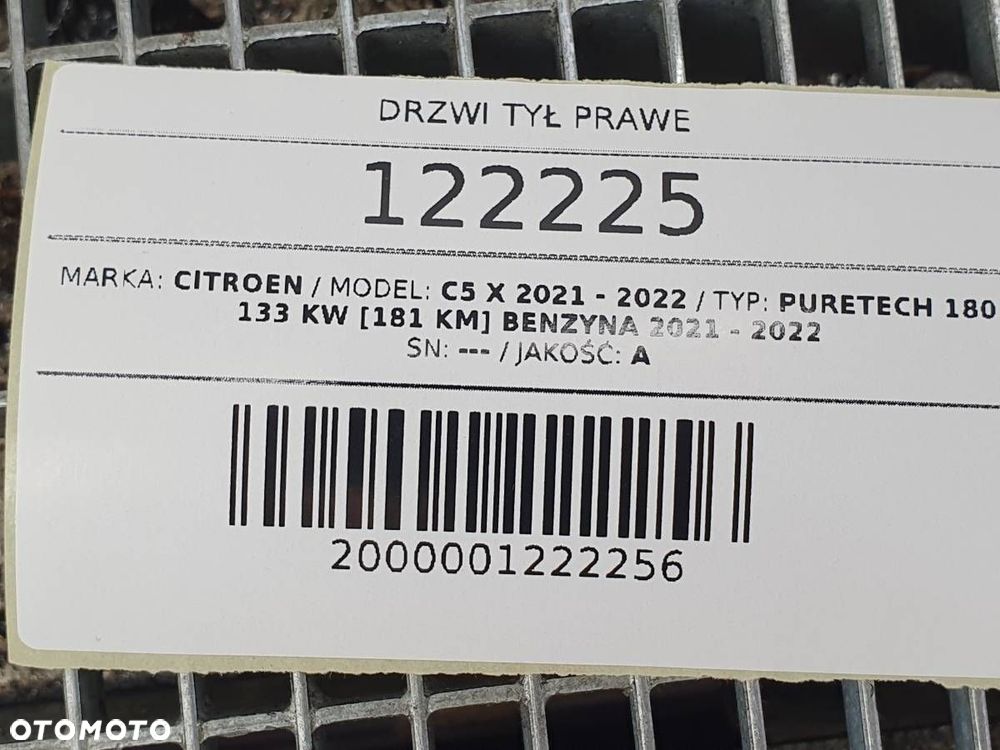 DRZWI TYŁ PRAWE
122225
MARKA: CITROEN / MODEL: C5 X 2021 - 2022 / TYP: PURETECH 180
133 KW [181 KM] BENZYNA 2021 - 2022
SN: --- / JAKOŚĆ: A
2000001222256
OTOMOTO